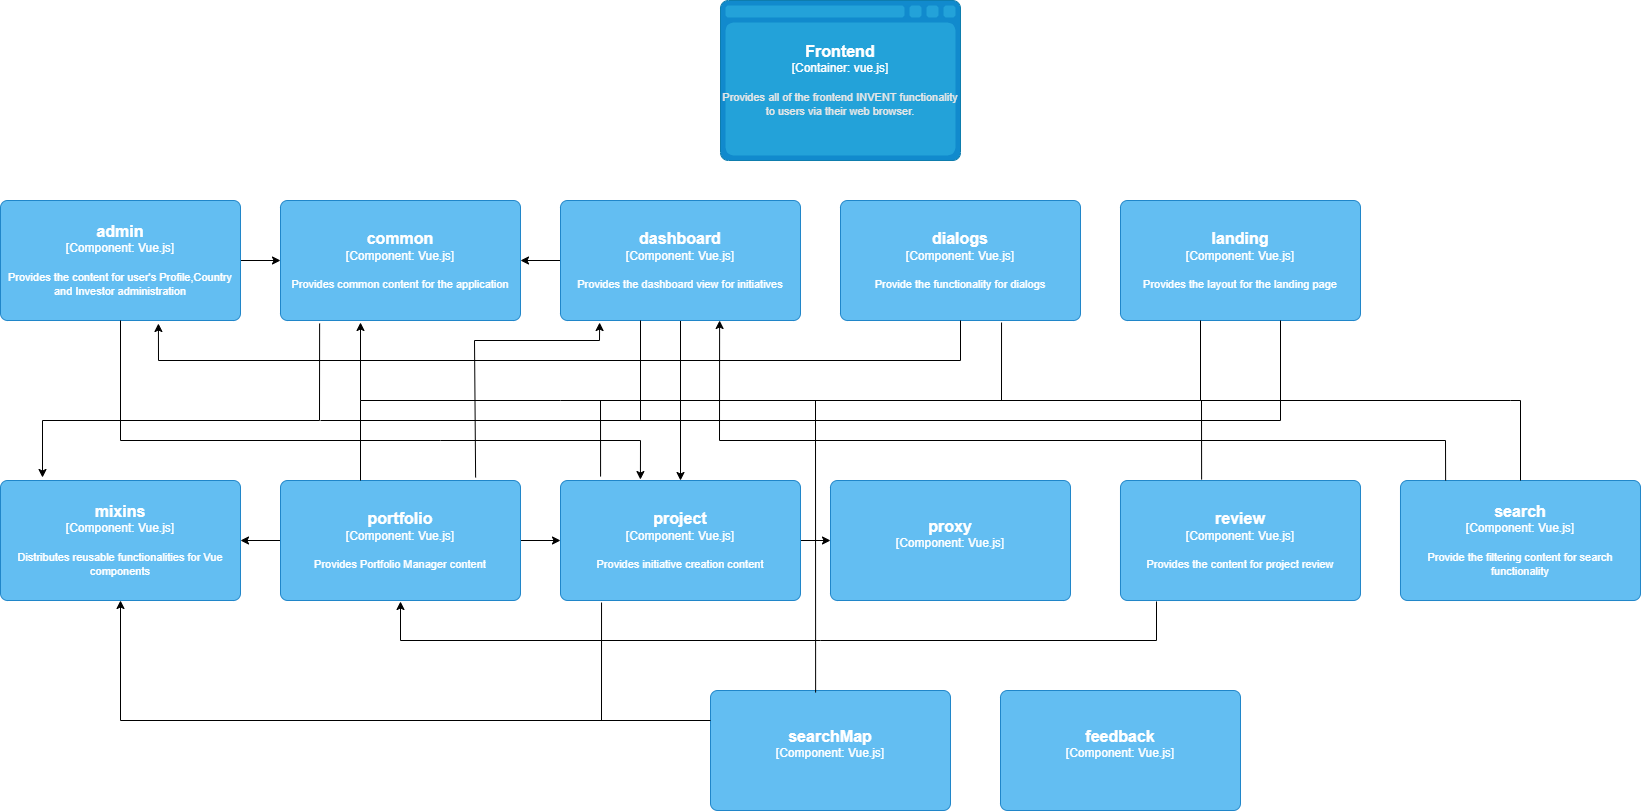 Frontend
[Container: vue.js]
Provides all of the frontend INVENT functionality
to users via their web browser.
admin
[Component: Vue.js]
Provides the content for user's Profile,Country
and Investor administration
common
[Component: Vue.js]
Provides common content for the application
dashboard
[Component: Vue.js]
Provides the dashboard view for initiatives
dialogs
[Component: Vue.js]
Provide the functionality for dialogs
landing
[Component: Vue.js]
Provides the layout for the landing page
mixins
[Component: Vue.js]
Distributes reusable functionalities for Vue
components
portfolio
[Component: Vue.js]
Provides Portfolio Manager content
project
[Component: Vue.js]
Provides initiative creation content
proxy
[Component: Vue.js]
review
[Component: Vue.js]
Provides the content for project review
search
[Component: Vue.js]
Provide the filtering content for search
functionality
searchMap
[Component: Vue.js]
feedback
[Component: Vue.js]